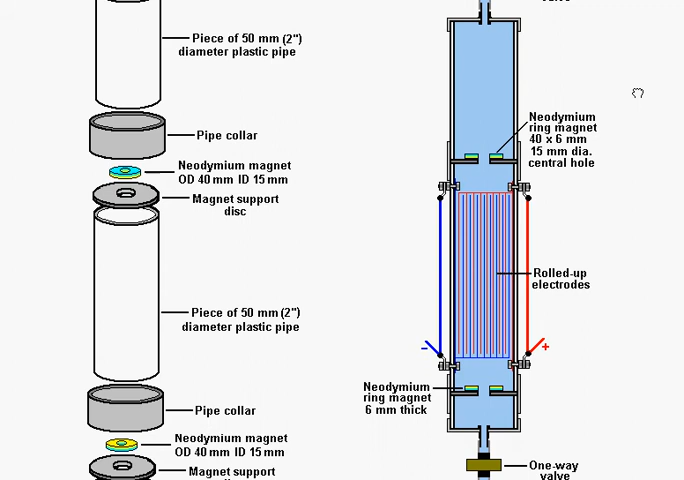 valve
Piece of 50 mm (2")
diameter plastic pipe
Pipe collar
Neodymium magnet
OD 40 mm ID 15 mm
Magnet support
disc
Piece of 50 mm (2")
diameter plastic pipe
Pipe collar
Neodymium magnet
OD 40 mm ID 15 mm
Magnet support
Neodymium
ring magnet
40 x 6 mm
15 mm dia.
central hole
Rolled-up
electrodes
-
+
Neodymium
ring magnet
6 mm thick
One-way
valve